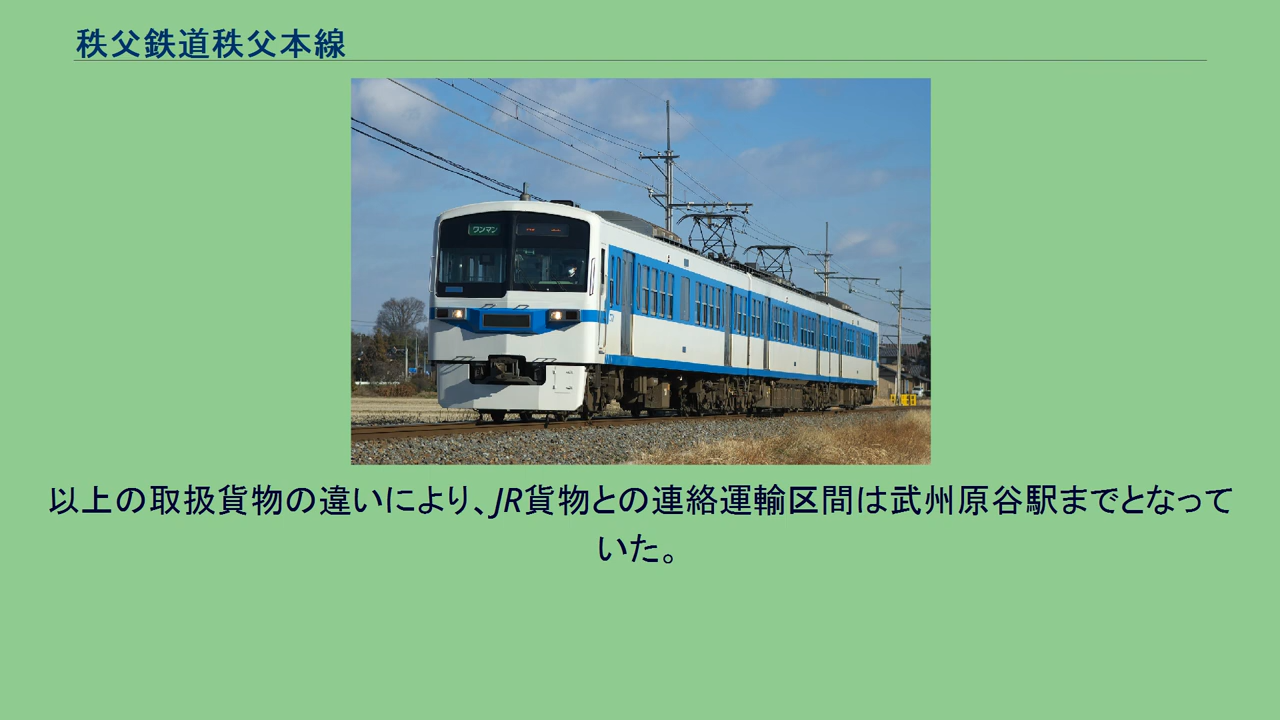 秩父鉄道秩父本線
ワンマン
以上の取扱貨物の違いにより、JR貨物との連絡運輸区間は武州原谷駅までとなって
いた。